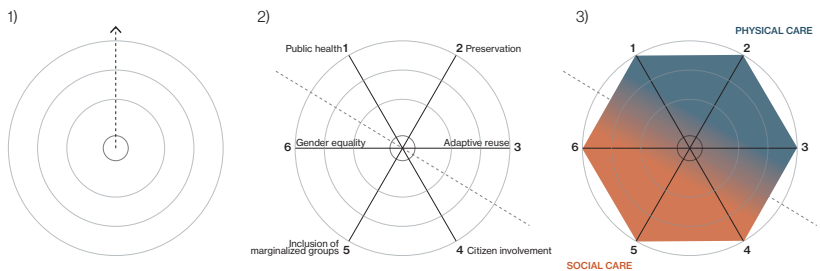 1)
2)
3)
PHYSICAL CARE
Public health 1
2 Preservation
1
2
6 Gender equality
Adaptive reuse 3
6
3
Inclusion of
marginalized groups 5
4 Citizen involvement
5
4
SOCIAL CARE